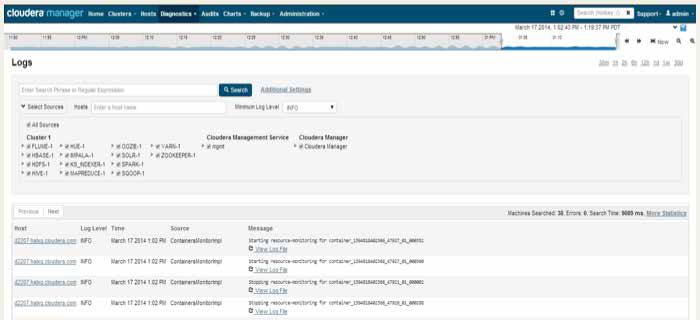 cloudera manager Home Clusters Hosts Diagnostics Audits Charts Backup Administration Search (Hotkey: /) Support admin
March 17 2014, 1:02:43 PM - 1:19:37 PM PDT
11:50 11:55 12:05 12:10 12:15 12:20 12:25 12:30 12:35 12:40 12:45 12:50 12:55 01 PM 01:05 01:10 Now
Logs
30m 1h 2h 6h 12h 1d 1w 30d
Enter Search Phrase or Regular Expression Search Additional Settings
Select Sources Hosts Enter a host name Minimum Log Level INFO
All Sources
Cluster 1 Cloudera Management Service Cloudera Manager
FLUME-1 HUE-1 OOZIE-1 YARN-1 mgmt Cloudera Manager
HBASE-1 IMPALA-1 SOLR-1 ZOOKEEPER-1
HDFS-1 KS_INDEXER-1 SPARK-1
HIVE-1 MAPREDUCE-1 SQOOP-1
Previous Next Machines Searched: 38, Errors: 0, Search Time: 9089 ms. More Statistics
Host Log Level Time Source Message
d2207.halxg.cloudera.com INFO March 17 2014 1:02 PM ContainersMonitorImpl Starting resource-monitoring for
View Log File
d2207.halxg.cloudera.com INFO March 17 2014 1:02 PM ContainersMonitorImpl Starting resource-monitoring for
View Log File
d2207.halxg.cloudera.com INFO March 17 2014 1:02 PM ContainersMonitorImpl Stopping resource-monitoring for
View Log File
d2207.halxg.cloudera.com INFO March 17 2014 1:02 PM ContainersMonitorImpl Stopping resource-monitoring for
View Log File